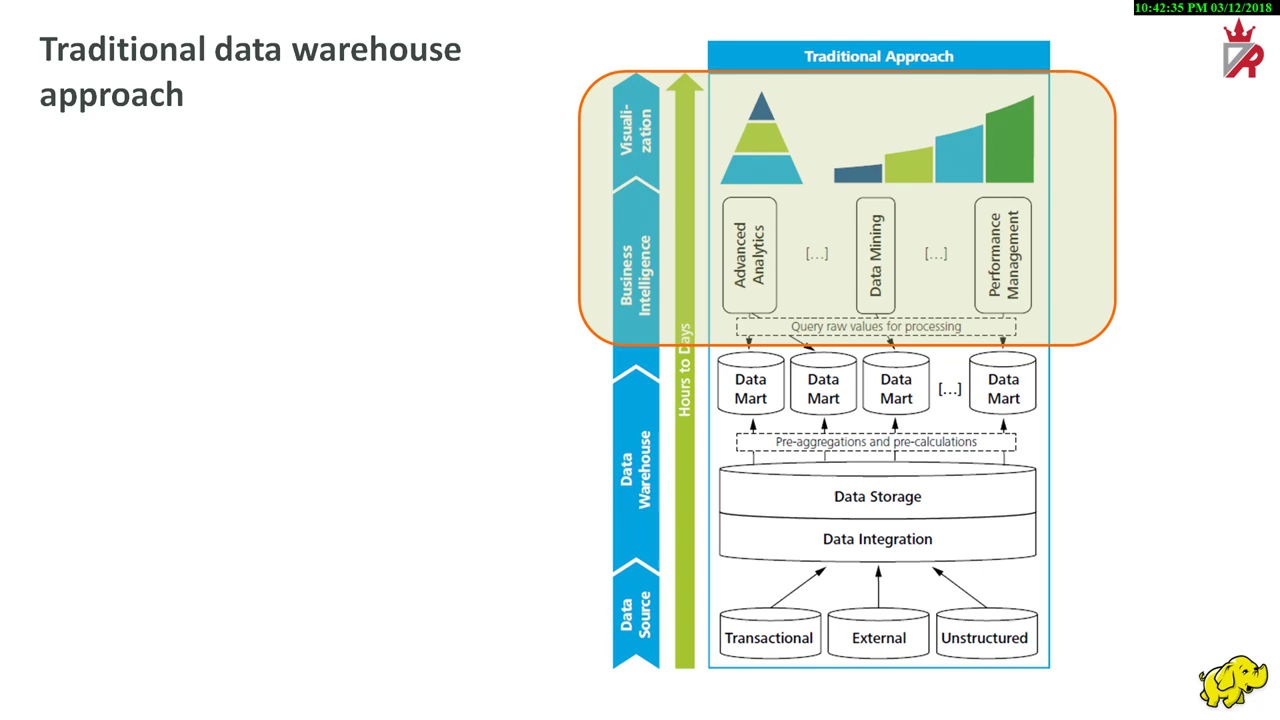 10:42:35 PM 03/12/2018
Traditional data warehouse
approach
Traditional Approach
Visuali-
zation
Business
Intelligence
Data
Warehouse
Data
Source
Hours to Days
Advanced
Analytics
[...]
Data Mining
[...]
Performance
Management
Query raw values for processing
Data
Mart
Data
Mart
Data
Mart
[...]
Data
Mart
Pre-aggregations and pre-calculations
Data Storage
Data Integration
Transactional
External
Unstructured